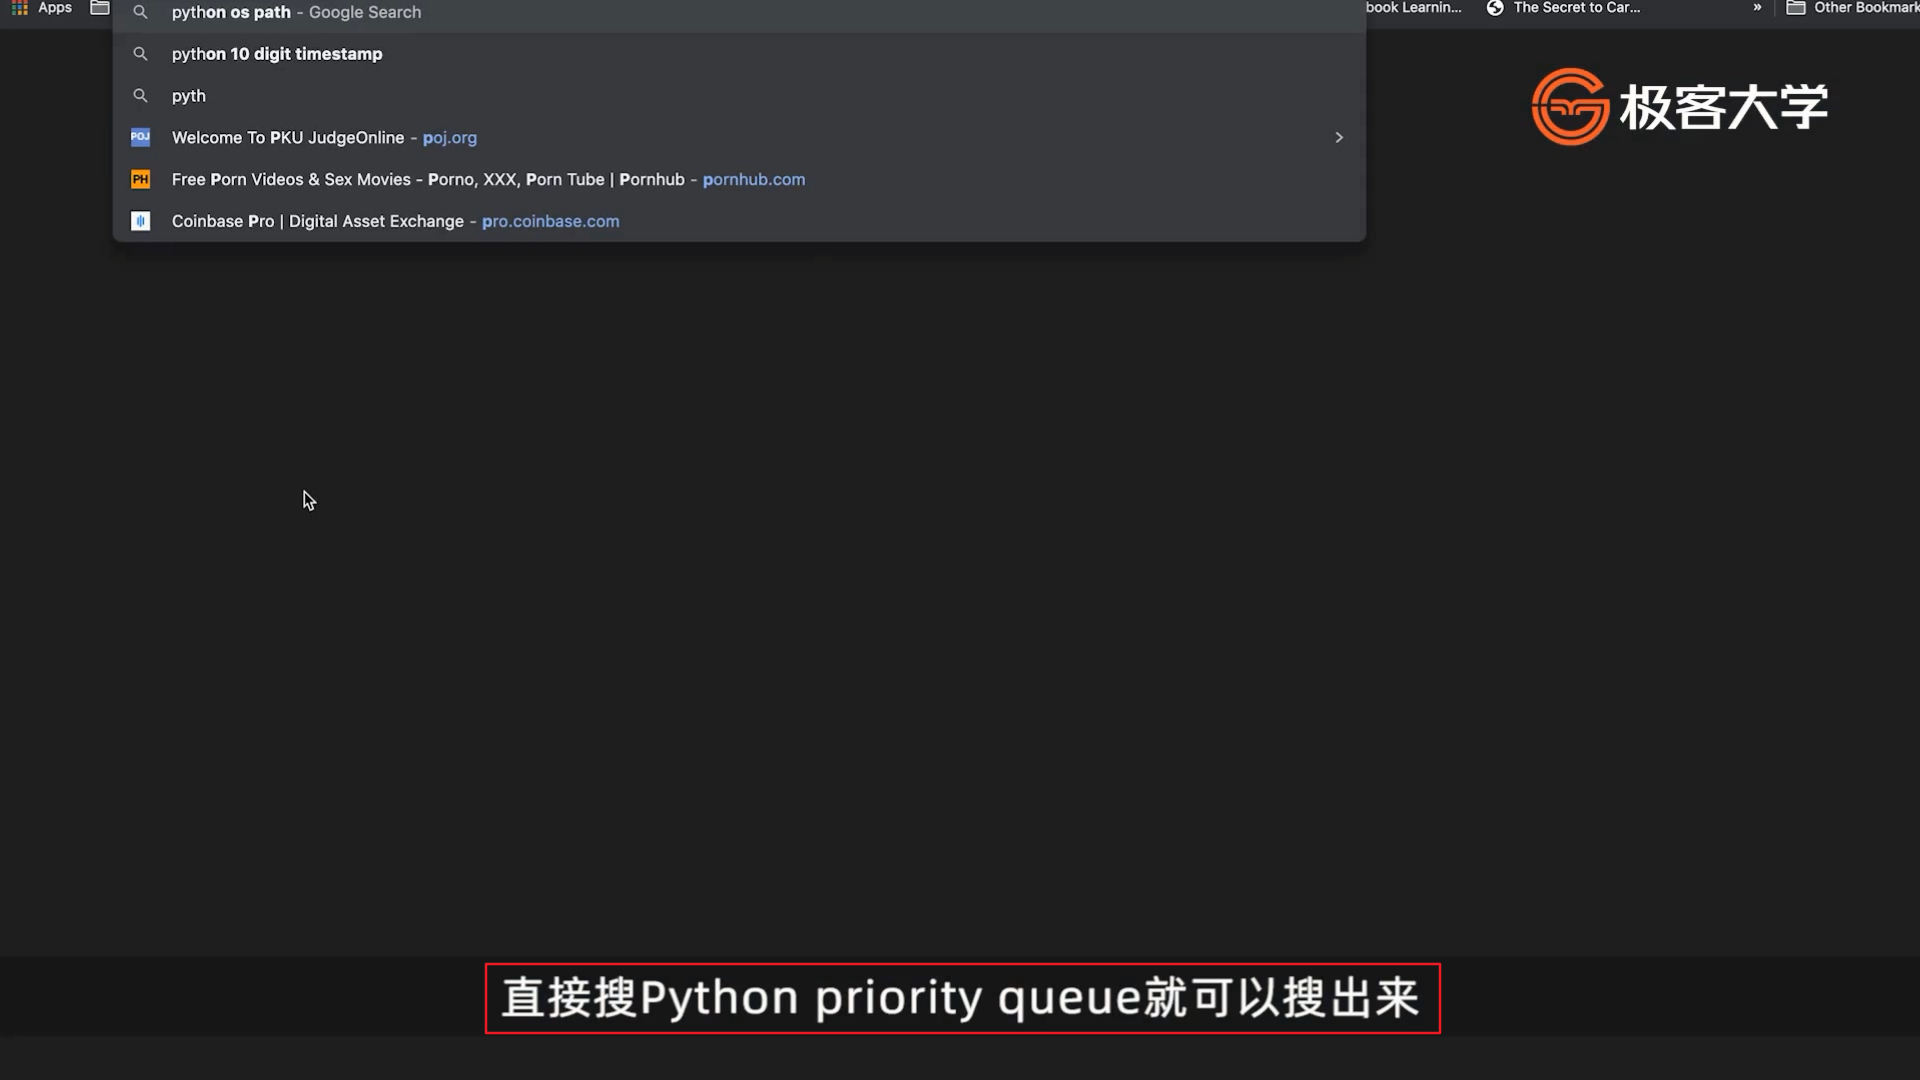 Apps
book Learnin...
The Secret to Car...
»
Other Bookmark
python os path - Google Search
python 10 digit timestamp
pyth
POJ Welcome To PKU JudgeOnline - poj.org
PH Free Porn Videos & Sex Movies - Porno, XXX, Porn Tube | Pornhub - pornhub.com
Coinbase Pro | Digital Asset Exchange - pro.coinbase.com
极客大学
直接搜Python priority queue就可以搜出来